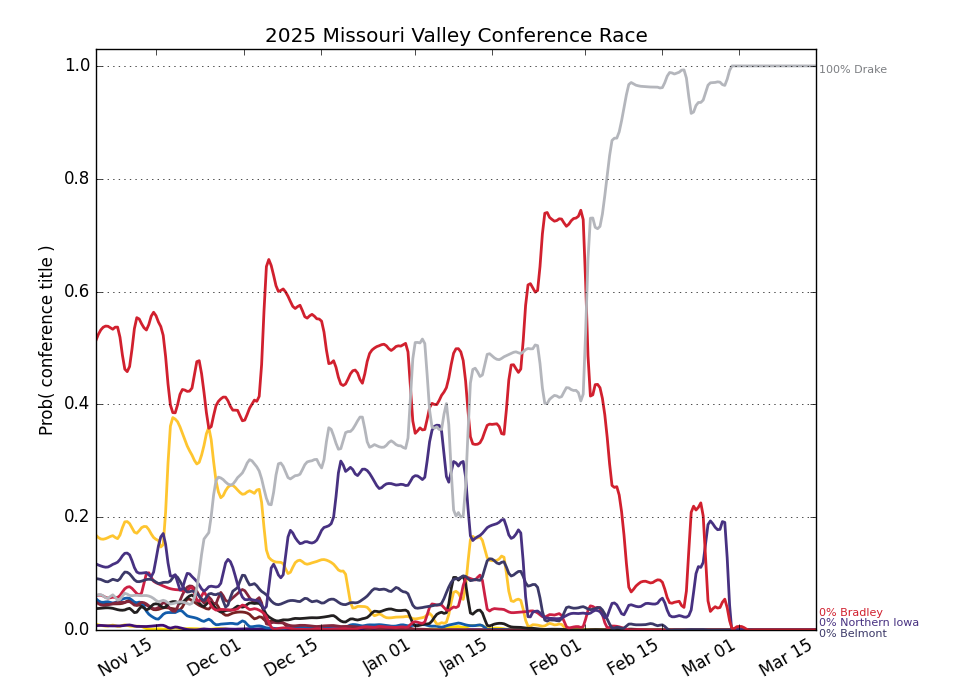 2025 Missouri Valley Conference Race
Prob( conference title )
1.0
0.8
0.6
0.4
0.2
0.0
Nov 15
Dec 01
Dec 15
Jan 01
Jan 15
Feb 01
Feb 15
Mar 01
Mar 15
100% Drake
0% Bradley
0% Northern Iowa
0% Belmont